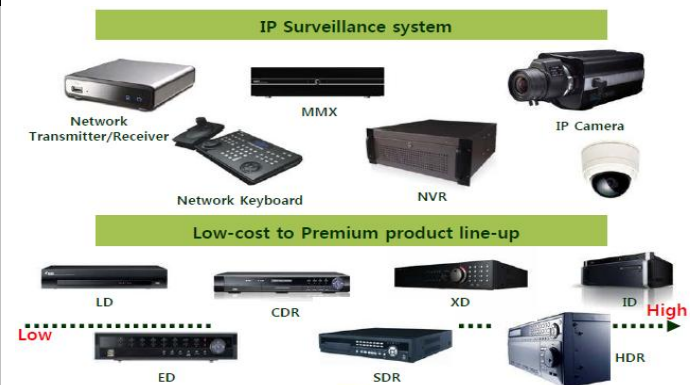 IP Surveillance system
Network
Transmitter/Receiver
MMX
IP Camera
Network Keyboard
NVR
Low-cost to Premium product line-up
LD
CDR
XD
ID
Low
High
ED
SDR
HDR